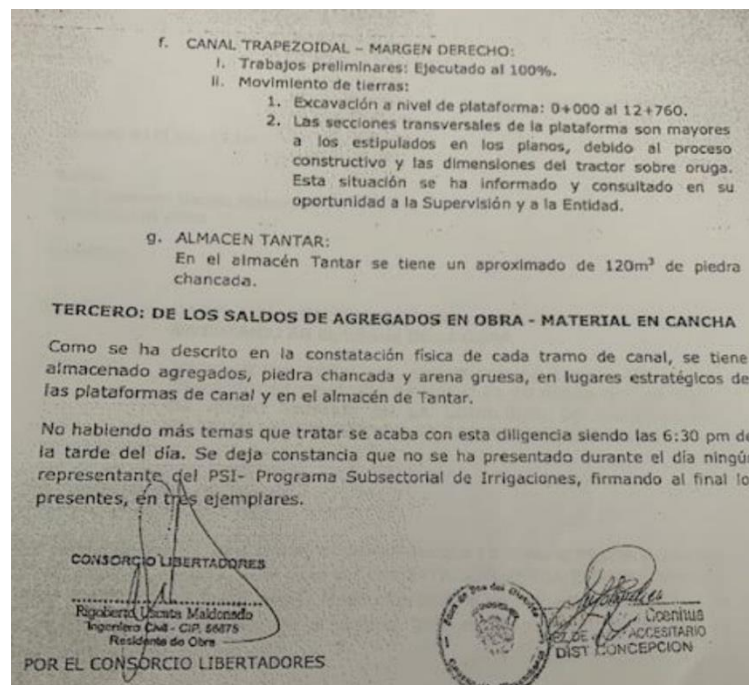 f. CANAL TRAPEZOIDAL – MARGEN DERECHO:
i. Trabajos preliminares: Ejecutado al 100%.
ii. Movimiento de tierras:
1. Excavación a nivel de plataforma: 0+000 al 12+760.
2. Las secciones transversales de la plataforma son mayores
a los estipulados en los planos, debido al proceso
constructivo y las dimensiones del tractor sobre oruga.
Esta situación se ha informado y consultado en su
oportunidad a la Supervisión y a la Entidad.
g. ALMACEN TANTAR:
En el almacén Tantar se tiene un aproximado de 120m³ de piedra
chancada.
TERCERO: DE LOS SALDOS DE AGREGADOS EN OBRA - MATERIAL EN CANCHA
Como se ha descrito en la constatación física de cada tramo de canal, se tiene
almacenado agregados, piedra chancada y arena gruesa, en lugares estratégicos de
las plataformas de canal y en el almacén de Tantar.
No habiendo más temas que tratar se acaba con esta diligencia siendo las 6:30 pm de
la tarde del día. Se deja constancia que no se ha presentado durante el día ningún
representante del PSI- Programa Subsectorial de Irrigaciones, firmando al final lo
presentes, en tres ejemplares.
CONSORCIO LIBERTADORES
Rigoberto Maldonado
Ingeniero Civil - CIP. 56675
Residente de Obra
POR EL CONSORCIO LIBERTADORES
Ccenhua
ACCESITARIO
DIST CONCEPCION